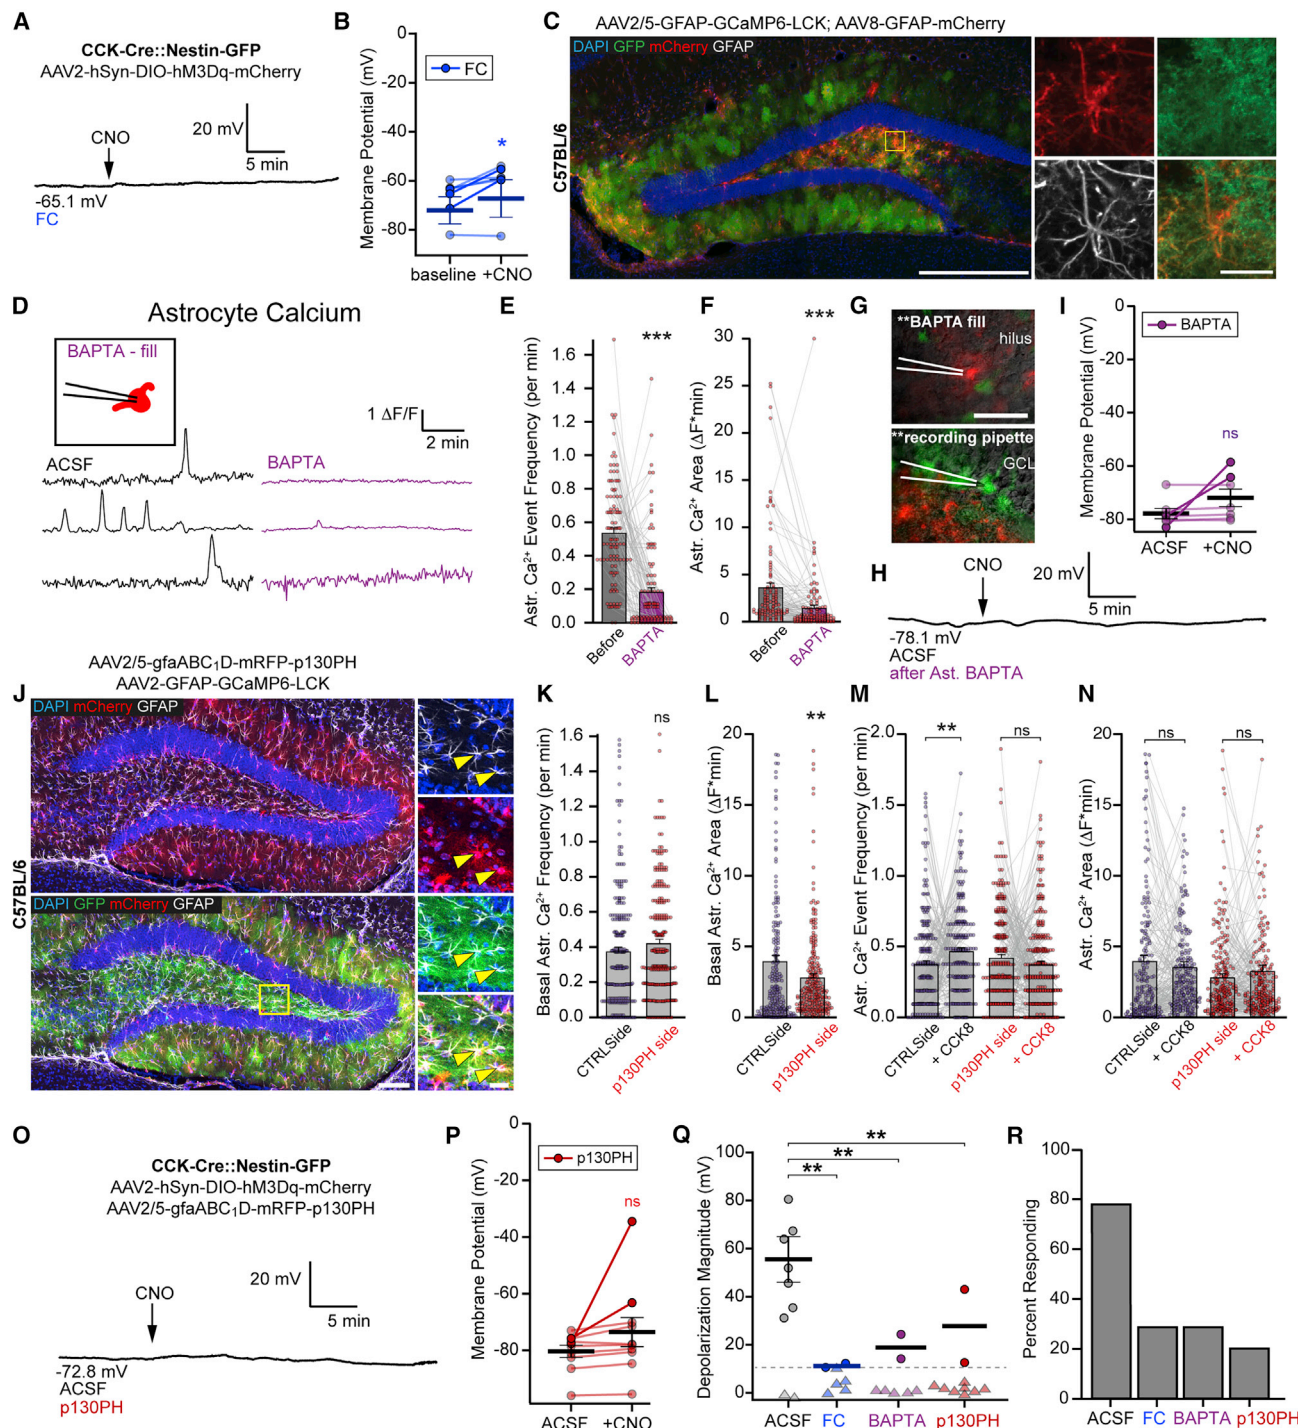 A
CCK-Cre::Nestin-GFP
AAV2-hSyn-DIO-hM3Dq-mCherry
CNO
20 mV
5 min
-65.1 mV
FC
B
Membrane Potential (mV)
0
-20
-40
-60
-80
FC
*
baseline
+CNO
C
AAV2/5-GFAP-GCaMP6-LCK; AAV8-GFAP-mCherry
C57BL/6
DAPI GFP mCherry GFAP
D
Astrocyte Calcium
BAPTA - fill
1 ΔF/F
2 min
ACSF
BAPTA
E
Astr. Ca²⁺ Event Frequency (per min)
1.6
1.4
1.2
1.0
0.8
0.6
0.4
0.2
0.0
***
Before
BAPTA
F
Astr. Ca²⁺ Area (ΔF*min)
30
25
20
15
10
5
0
***
Before
BAPTA
G
**BAPTA fill
hilus
**recording pipette
GCL
I
Membrane Potential (mV)
0
-20
-40
-60
-80
BAPTA
ns
ACSF
+CNO
H
CNO
20 mV
5 min
-78.1 mV
ACSF
after Ast. BAPTA
AAV2/5-gfaABC₁D-mRFP-p130PH
AAV2-GFAP-GCaMP6-LCK
J
C57BL/6
DAPI mCherry GFAP
DAPI GFP mCherry GFAP
K
Basal Astr. Ca²⁺ Frequency (per min)
1.6
1.4
1.2
1.0
0.8
0.6
0.4
0.2
0.0
ns
CTRLSide
p130PH side
L
Basal Astr. Ca²⁺ Area (ΔF*min)
20
15
10
5
0
**
CTRLSide
p130PH side
M
Astr. Ca²⁺ Event Frequency (per min)
2.0
1.5
1.0
0.5
0.0
**
ns
CTRLSide
+ CCK8
p130PH side
+ CCK8
N
Astr. Ca²⁺ Area (ΔF*min)
20
15
10
5
0
ns
ns
CTRLSide
+ CCK8
p130PH side
+ CCK8
O
CCK-Cre::Nestin-GFP
AAV2-hSyn-DIO-hM3Dq-mCherry
AAV2/5-gfaABC₁D-mRFP-p130PH
CNO
20 mV
5 min
-72.8 mV
ACSF
p130PH
P
Membrane Potential (mV)
0
-20
-40
-60
-80
p130PH
ns
ACSF
+CNO
Q
Depolarization Magnitude (mV)
100
80
60
40
20
0
**
**
**
ACSF
FC
BAPTA
p130PH
R
Percent Responding
100
80
60
40
20
0
ACSF
FC
BAPTA
p130PH